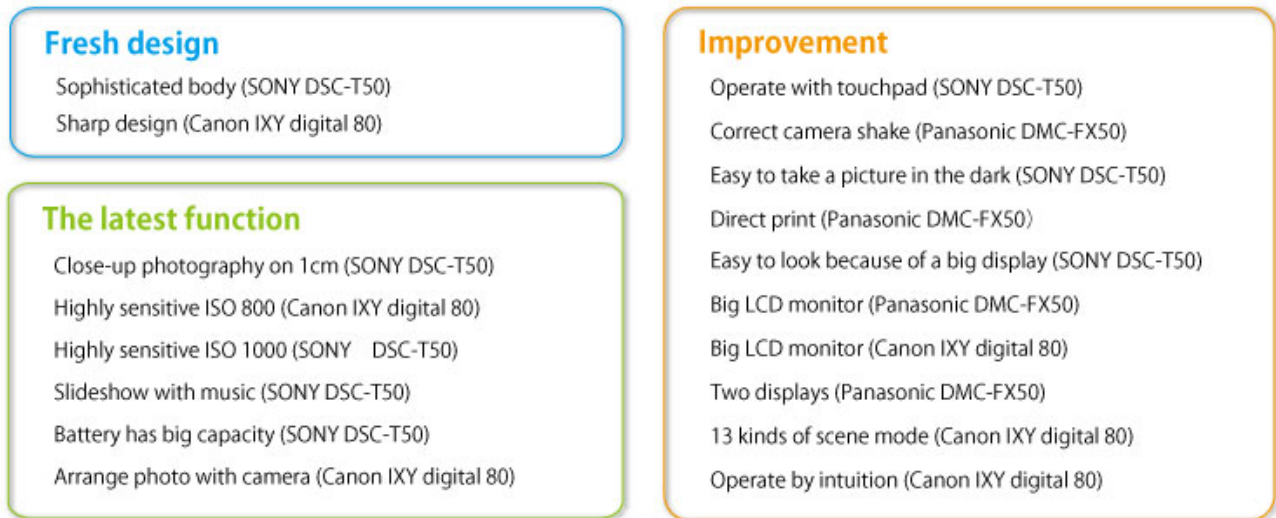 Fresh design
Sophisticated body (SONY DSC-T50)
Sharp design (Canon IXY digital 80)
The latest function
Close-up photography on 1cm (SONY DSC-T50)
Highly sensitive ISO 800 (Canon IXY digital 80)
Highly sensitive ISO 1000 (SONY　DSC-T50)
Slideshow with music (SONY DSC-T50)
Battery has big capacity (SONY DSC-T50)
Arrange photo with camera (Canon IXY digital 80)
Improvement
Operate with touchpad (SONY DSC-T50)
Correct camera shake (Panasonic DMC-FX50)
Easy to take a picture in the dark (SONY DSC-T50)
Direct print (Panasonic DMC-FX50）
Easy to look because of a big display (SONY DSC-T50)
Big LCD monitor (Panasonic DMC-FX50)
Big LCD monitor (Canon IXY digital 80)
Two displays (Panasonic DMC-FX50)
13 kinds of scene mode (Canon IXY digital 80)
Operate by intuition (Canon IXY digital 80)